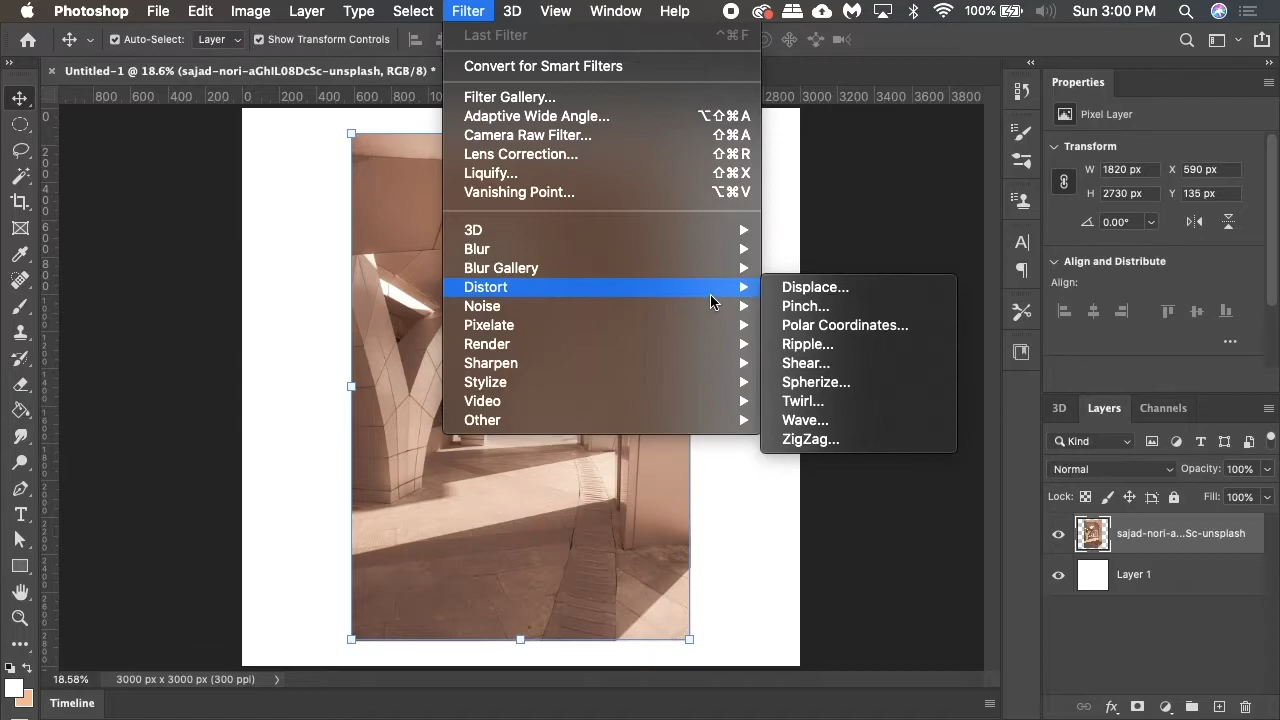 Photoshop File Edit Image Layer Type Select Filter 3D View Window Help 100% Sun 3:00 PM
Auto-Select: Layer Show Transform Controls
Untitled-1 @ 18.6% (sajad-nori-aGhIL08DcSc-unsplash, RGB/8) *
800 600 400 200 0 200 400 600 800 2800 3000 3200 3400 3600 3800
Last Filter ^⌘F
Convert for Smart Filters
Filter Gallery...
Adaptive Wide Angle... ⌥⇧⌘A
Camera Raw Filter... ⇧⌘A
Lens Correction... ⇧⌘R
Liquify... ⇧⌘X
Vanishing Point... ⌥⌘V
3D
Blur
Blur Gallery
Distort
Noise
Pixelate
Render
Sharpen
Stylize
Video
Other
Displace...
Pinch...
Polar Coordinates...
Ripple...
Shear...
Spherize...
Twirl...
Wave...
ZigZag...
Properties
Pixel Layer
Transform
W 1820 px X 590 px
H 2730 px Y 135 px
0.00°
Align and Distribute
Align:
3D Layers Channels
Kind
Normal Opacity: 100%
Lock: Fill: 100%
sajad-nori-a...Sc-unsplash
Layer 1
18.58% 3000 px x 3000 px (300 ppi)
Timeline